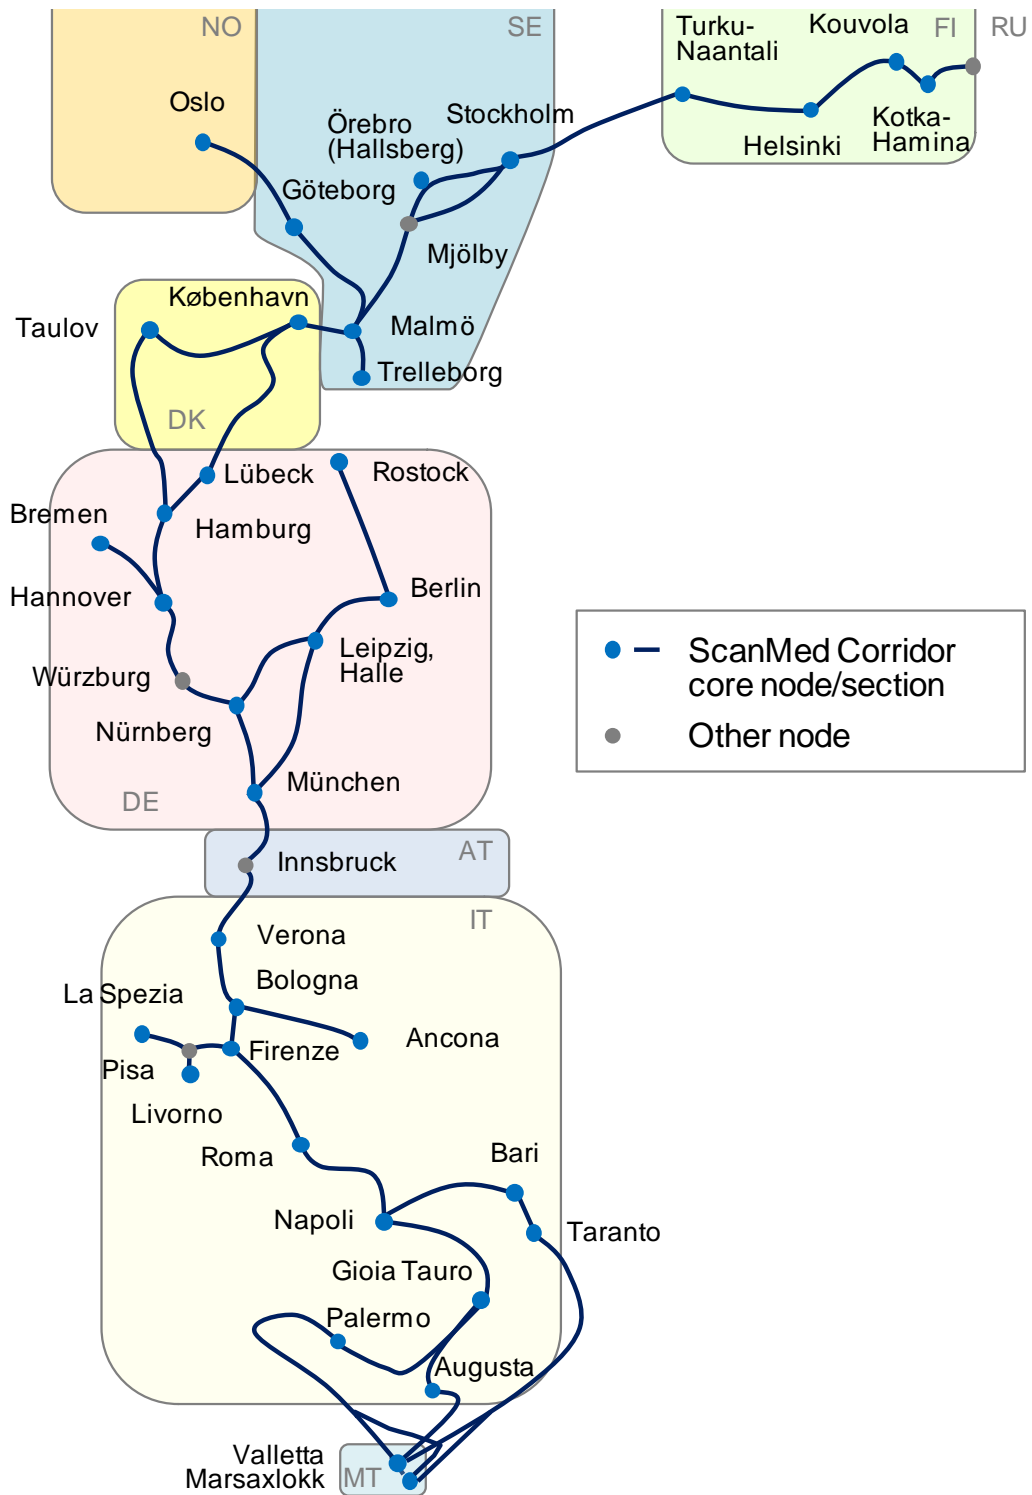 NO
SE
Turku-
Naantali
Kouvola
FI
RU
Oslo
Örebro
(Hallsberg)
Stockholm
Helsinki
Kotka-
Hamina
Göteborg
Mjölby
København
Taulov
Malmö
Trelleborg
DK
Lübeck
Rostock
Bremen
Hamburg
Hannover
Berlin
Leipzig,
Halle
Würzburg
Nürnberg
München
DE
ScanMed Corridor
core node/section
Other node
Innsbruck
AT
IT
Verona
Bologna
La Spezia
Ancona
Firenze
Pisa
Livorno
Roma
Bari
Napoli
Taranto
Gioia Tauro
Palermo
Augusta
Valletta
Marsaxlokk
MT